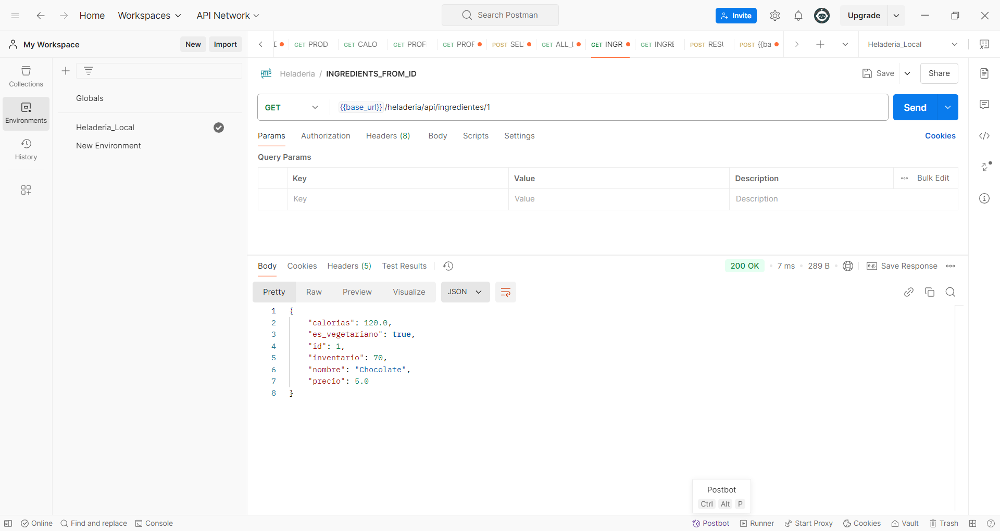 Home Workspaces API Network Search Postman Invite Upgrade
My Workspace New Import
GET PROD GET CALO GET PROF GET PROF POST SEL GET ALL_ GET INGR GET INGRE POST RESU POST {{ba Heladeria_Local
Collections
Environments
History
Globals
Heladeria_Local
New Environment
HTTP Heladeria / INGREDIENTS_FROM_ID Save Share
GET {{base_url}}/heladeria/api/ingredientes/1 Send
Params Authorization Headers (8) Body Scripts Settings Cookies
Query Params
Key Value Description Bulk Edit
Key Value Description
Body Cookies Headers (5) Test Results 200 OK 7 ms 289 B e.g. Save Response
Pretty Raw Preview Visualize JSON
1 {
2 "calorias": 120.0,
3 "es_vegetariano": true,
4 "id": 1,
5 "inventario": 70,
6 "nombre": "Chocolate",
7 "precio": 5.0
8 }
Postbot
Ctrl Alt P
Online Find and replace Console Postbot Runner Start Proxy Cookies Vault Trash